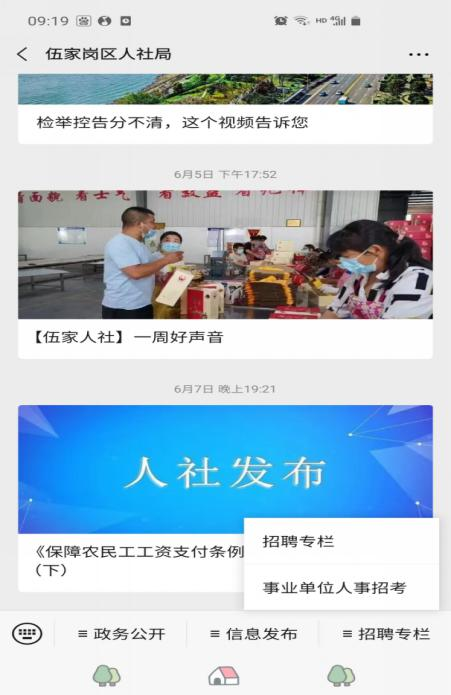 09:19 HD 4G
伍家岗区人社局
检举控告分不清，这个视频告诉您
6月5日 下午17:52
【伍家人社】一周好声音
6月7日 晚上19:21
人社发布
《保障农民工工资支付条例
（下）
招聘专栏
事业单位人事招考
政务公开 信息发布 招聘专栏